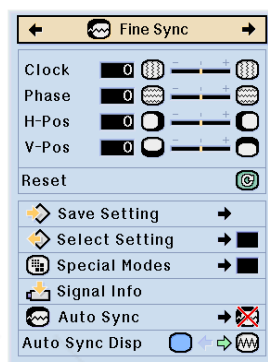 Fine Sync
Clock 0 - +
Phase 0 - +
H-Pos 0 - +
V-Pos 0 - +
Reset
Save Setting
Select Setting
Special Modes
Signal Info
Auto Sync
Auto Sync Disp